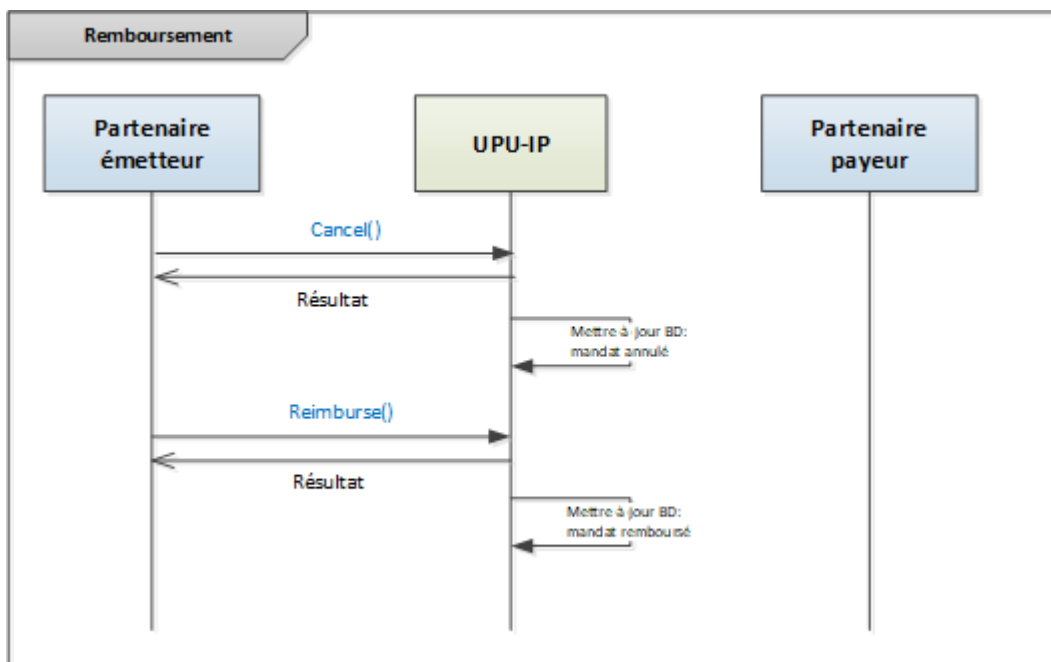 Remboursement
Partenaire
émetteur
UPU-IP
Partenaire
payeur
Cancel()
Résultat
Mettre à-jour BD:
mandat annulé
Reimburse()
Résultat
Mettre à-jour BD:
mandat remboursé